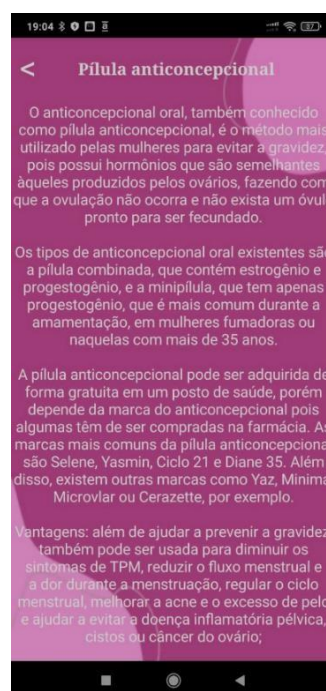 19:04
87
< Pílula anticoncepcional
O anticoncepcional oral, também conhecido
como pílula anticoncepcional, é o método mais
utilizado pelas mulheres para evitar a gravidez,
pois possui hormônios que são semelhantes
àqueles produzidos pelos ovários, fazendo com
que a ovulação não ocorra e não exista um óvulo
pronto para ser fecundado.
Os tipos de anticoncepcional oral existentes são
a pílula combinada, que contém estrogênio e
progestogênio, e a minipílula, que tem apenas
progestogênio, que é mais comum durante a
amamentação, em mulheres fumadoras ou
naquelas com mais de 35 anos.
A pílula anticoncepcional pode ser adquirida de
forma gratuita em um posto de saúde, porém
depende da marca do anticoncepcional pois
algumas têm de ser compradas na farmácia. As
marcas mais comuns da pílula anticoncepcional
são Selene, Yasmin, Ciclo 21 e Diane 35. Além
disso, existem outras marcas como Yaz, Minima,
Microvlar ou Cerazette, por exemplo.
Vantagens: além de ajudar a prevenir a gravidez,
também pode ser usada para diminuir os
sintomas de TPM, reduzir o fluxo menstrual e
a dor durante a menstruação, regular o ciclo
menstrual, melhorar a acne e o excesso de pelo
e ajudar a evitar a doença inflamatória pélvica,
cistos ou câncer do ovário;